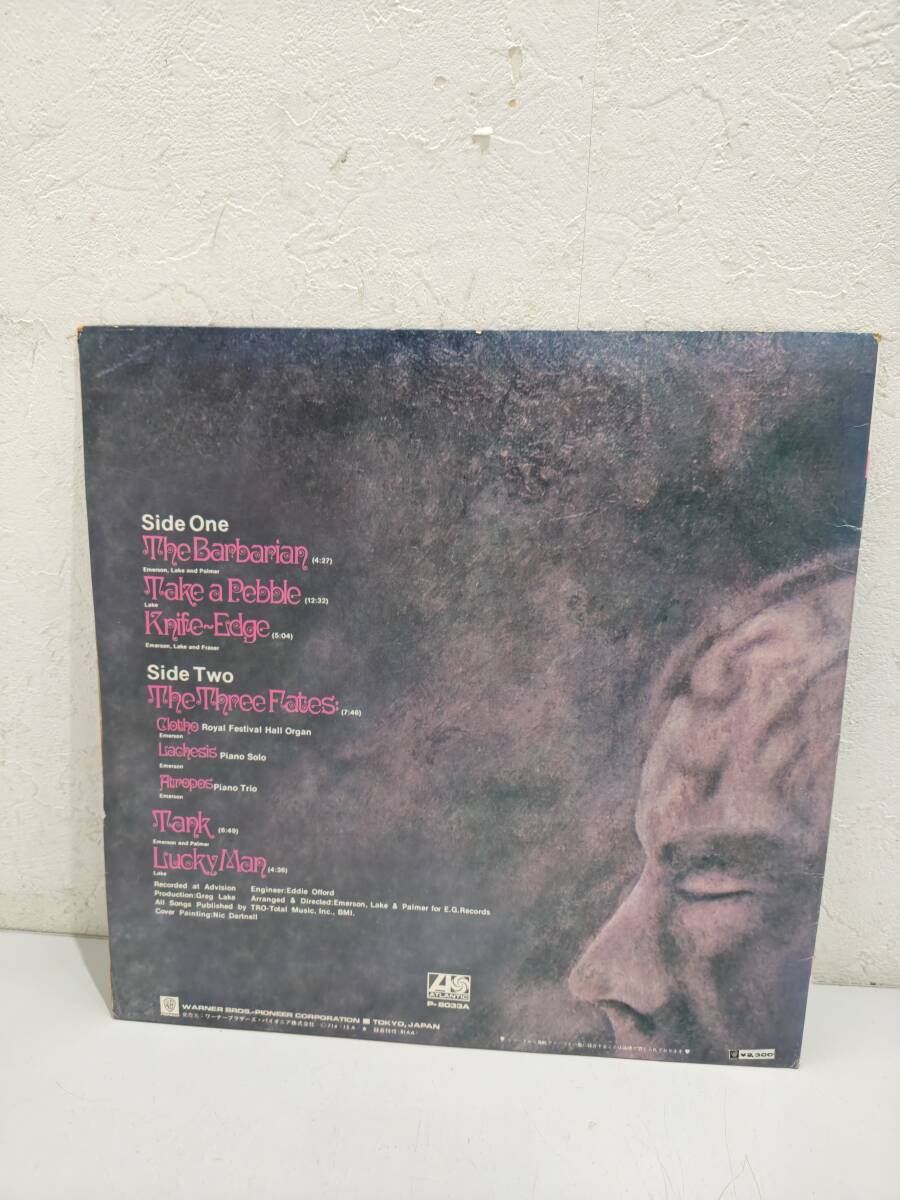 Side One
The Barbarian (4:27)
Emerson, Lake and Palmer
Take a Pebble (12:32)
Lake
Knife~Edge (5:04)
Emerson, Lake and Fraser
Side Two
The Three Fates: (7:46)
Clotho Royal Festival Hall Organ
Emerson
Lachesis Piano Solo
Emerson
Atropos Piano Trio
Emerson
Tank (6:49)
Emerson and Palmer
Lucky Man (4:36)
Lake
Recorded at Advision Engineer:Eddie Offord
Production:Greg Lake Arranged & Directed:Emerson, Lake & Palmer for E.G.Records
All Songs Published by TRO-Total Music, Inc., BMI.
Cover Painting:Nic Dartnell
ATLANTIC
P-8033A
WARNER BROS.-PIONEER CORPORATION ■ TOKYO, JAPAN
発売元:ワーナーブラザーズ・パイオニア株式会社
¥2,300